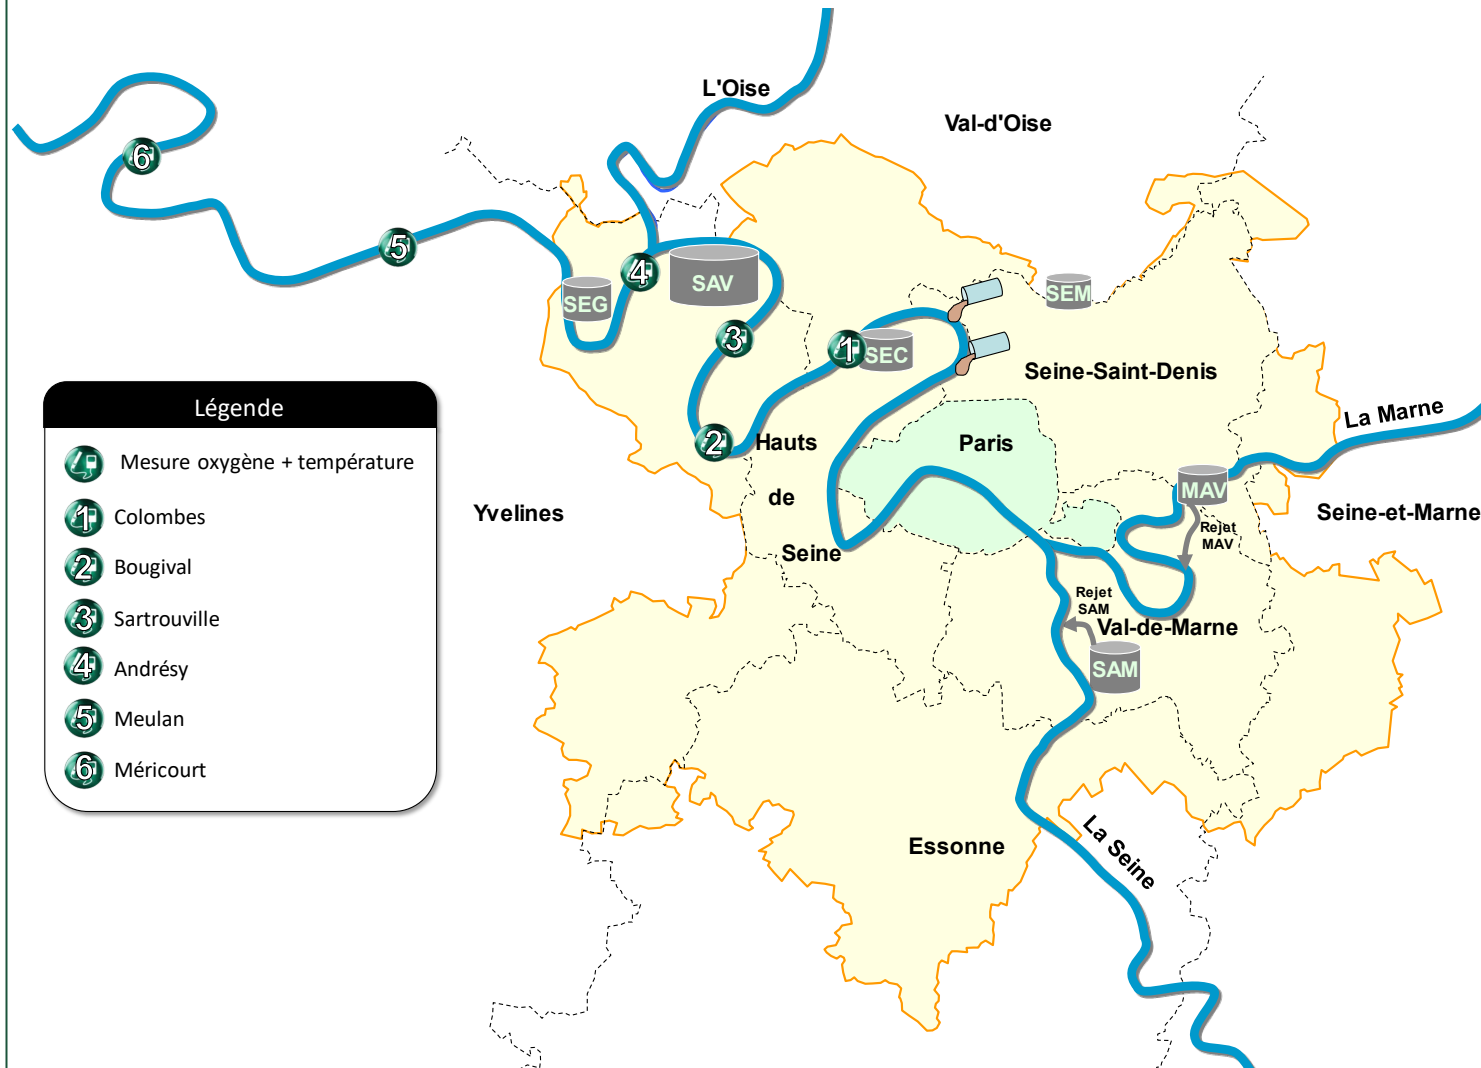 L'Oise
Val-d'Oise
6
5
4
SAV
SEG
SEM
3
1
SEC
Seine-Saint-Denis
La Marne
2
Hauts
de
Seine
Paris
MAV
Rejet
MAV
Yvelines
Seine-et-Marne
Rejet
SAM
Val-de-Marne
SAM
Essonne
La Seine
Légende
Mesure oxygène + température
1 Colombes
2 Bougival
3 Sartrouville
4 Andrésy
5 Meulan
6 Méricourt